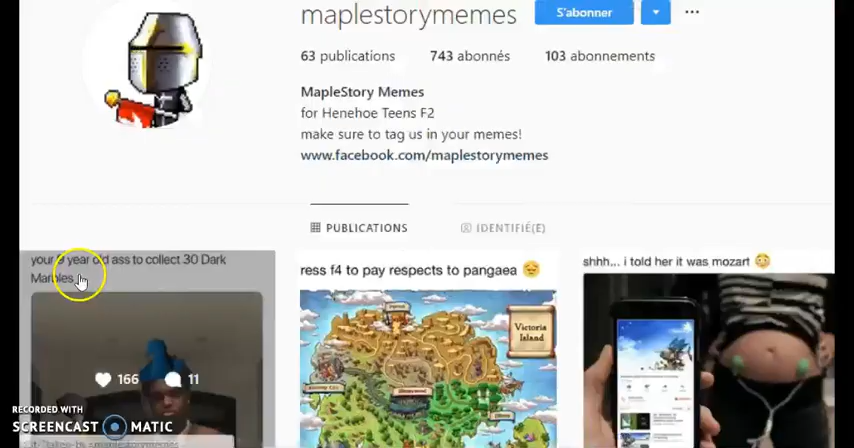 maplestorymemes
S'abonner
63 publications 743 abonnés 103 abonnements
MapleStory Memes
for Henehoe Teens F2
make sure to tag us in your memes!
www.facebook.com/maplestorymemes
PUBLICATIONS IDENTIFIÉ(E)
your 9 year old ass to collect 30 Dark
Marbles
166 11
ress f4 to pay respects to pangaea
Victoria
Island
shhh... i told her it was mozart
RECORDED WITH
SCREENCAST MATIC